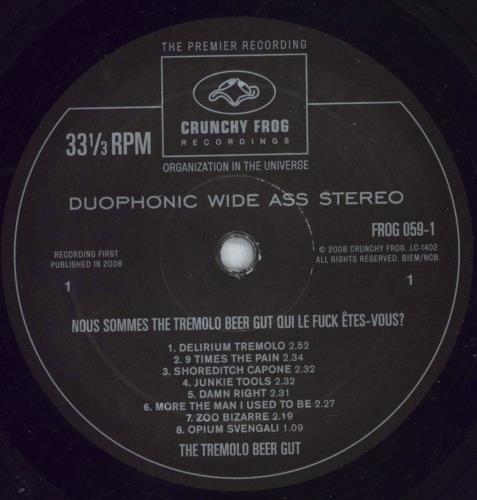 THE PREMIER RECORDING
CRUNCHY FROG
RECORDINGS
33⅓ RPM
ORGANIZATION IN THE UNIVERSE
DUOPHONIC WIDE ASS STEREO
FROG 059-1
RECORDING FIRST
PUBLISHED IN 2008
℗ 2008 CRUNCHY FROG. LC-1402
ALL RIGHTS RESERVED. BIEM/NCB.
1
1
NOUS SOMMES THE TREMOLO BEER GUT QUI LE FUCK ÊTES-VOUS?
1. DELIRIUM TREMOLO 2.52
2. 9 TIMES THE PAIN 2.34
3. SHOREDITCH CAPONE 2.32
4. JUNKIE TOOLS 2.32
5. DAMN RIGHT 2.31
6. MORE THE MAN I USED TO BE 2.27
7. ZOO BIZARRE 2.19
8. OPIUM SVENGALI 1.09
THE TREMOLO BEER GUT